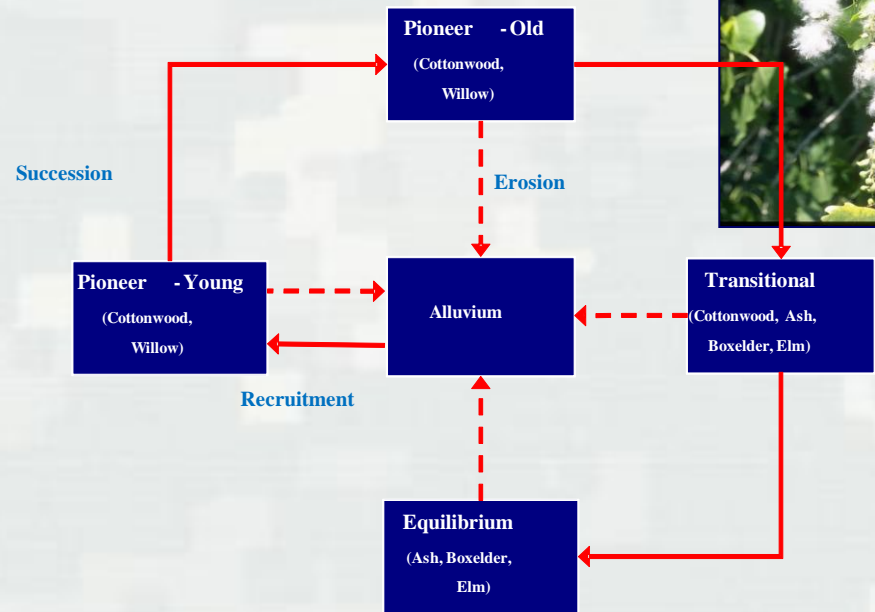 Pioneer - Old
(Cottonwood,
Willow)
Succession
Erosion
Pioneer - Young
(Cottonwood,
Willow)
Alluvium
Transitional
(Cottonwood, Ash,
Boxelder, Elm)
Recruitment
Equilibrium
(Ash, Boxelder,
Elm)